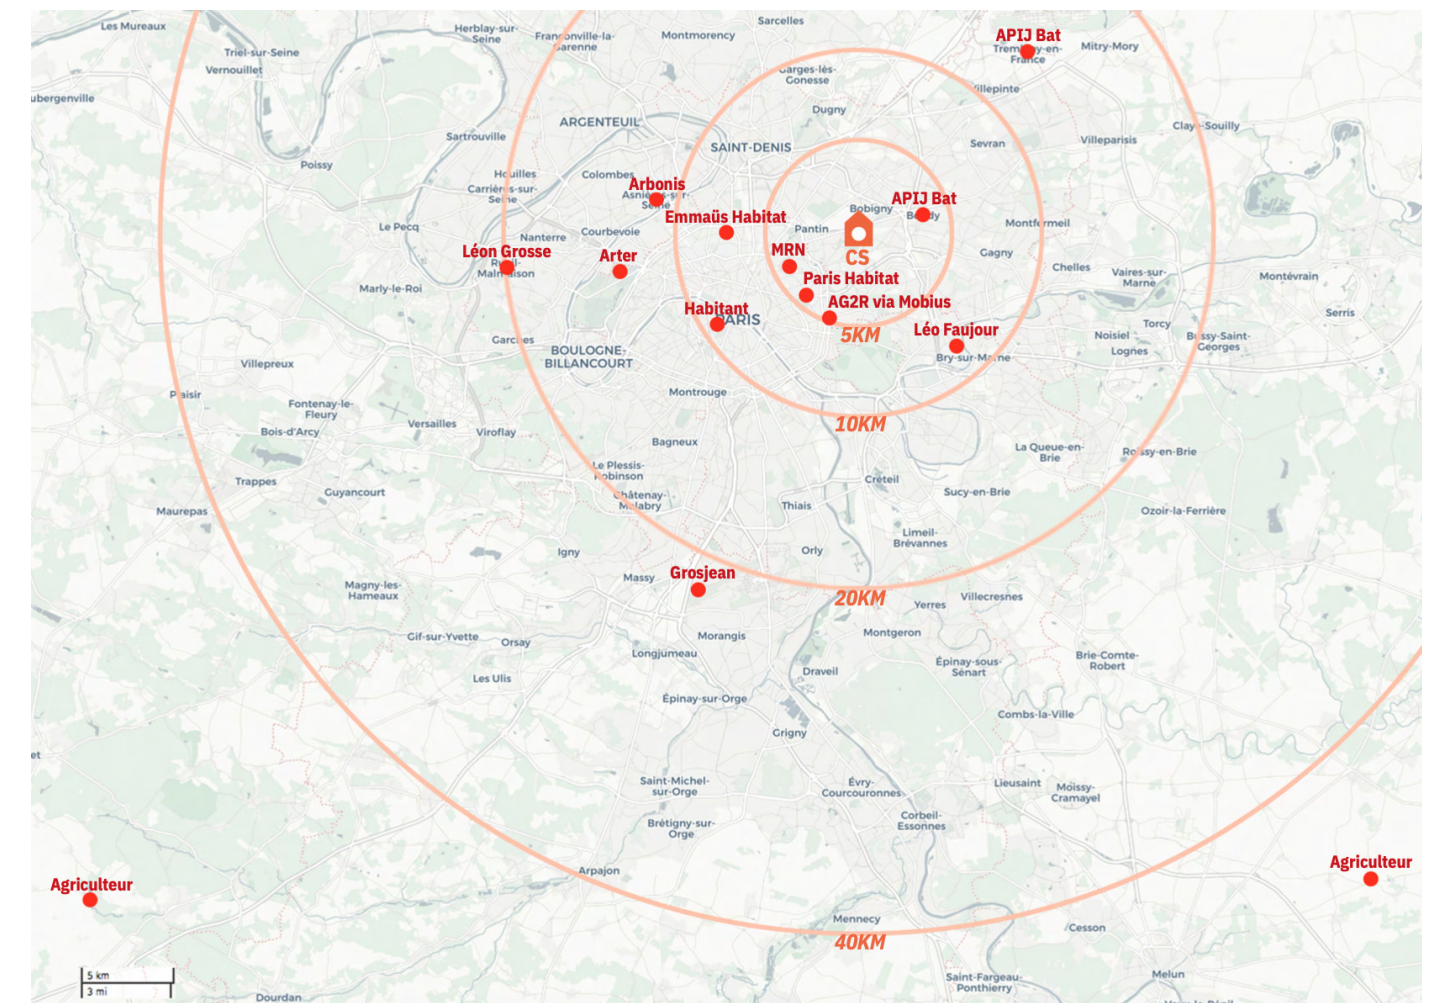 Les Mureaux
Herblay-sur-
Seine
Franconville-la-
Garenne
Sarcelles
Montmorency
APIJ Bat
Tremblay-en-
France
Mitry-Mory
Triel-sur-Seine
Vernouillet
Garges-lès-
Gonesse
Villepinte
ubergenville
Dugny
ARGENTEUIL
Sartrouville
SAINT-DENIS
Sevran
Villeparisis
Claye-Souilly
Poissy
Houilles
Colombes
Carrières-sur-
Seine
Arbonis
Asnières-sur-
Seine
APIJ Bat
Bobigny
Bondy
Emmaüs Habitat
Le Pecq
Nanterre
Courbevoie
Pantin
Montfermeil
Léon Grosse
Rueil-
Malmaison
Arter
MRN
CS
Gagny
Chelles
Vaires-sur-
Marne
Montévrain
Marly-le-Roi
Paris Habitat
AG2R via Mobius
Habitant
PARIS
5KM
Léo Faujour
Bry-sur-Marne
Serris
Torcy
Noisiel
Lognes
Bussy-Saint-
Georges
Garches
BOULOGNE-
BILLANCOURT
Villepreux
Plaisir
Montrouge
Fontenay-le-
Fleury
Bois-d'Arcy
Versailles
Viroflay
10KM
Bagneux
La Queue-en-
Brie
Roissy-en-Brie
Le Plessis-
Robinson
Trappes
Guyancourt
Châtenay-
Malabry
Créteil
Sucy-en-Brie
Maurepas
Thiais
Ozoir-la-Ferrière
Limeil-
Brévannes
Igny
Orly
Massy
Grosjean
Magny-les-
Hameaux
20KM
Yerres
Villecresnes
Gif-sur-Yvette
Orsay
Morangis
Montgeron
Longjumeau
Les Ulis
Draveil
Épinay-sous-
Sénart
Brie-Comte-
Robert
Épinay-sur-Orge
Combs-la-Ville
Grigny
et
Saint-Michel-
sur-Orge
Évry-
Courcouronnes
Lieusaint
Moissy-
Cramayel
Brétigny-sur-
Orge
Corbeil-
Essonnes
Arpajon
Agriculteur
Agriculteur
Mennecy
40KM
Cesson
5 km
3 mi
Dourdan
Saint-Fargeau-
Ponthierry
Melun